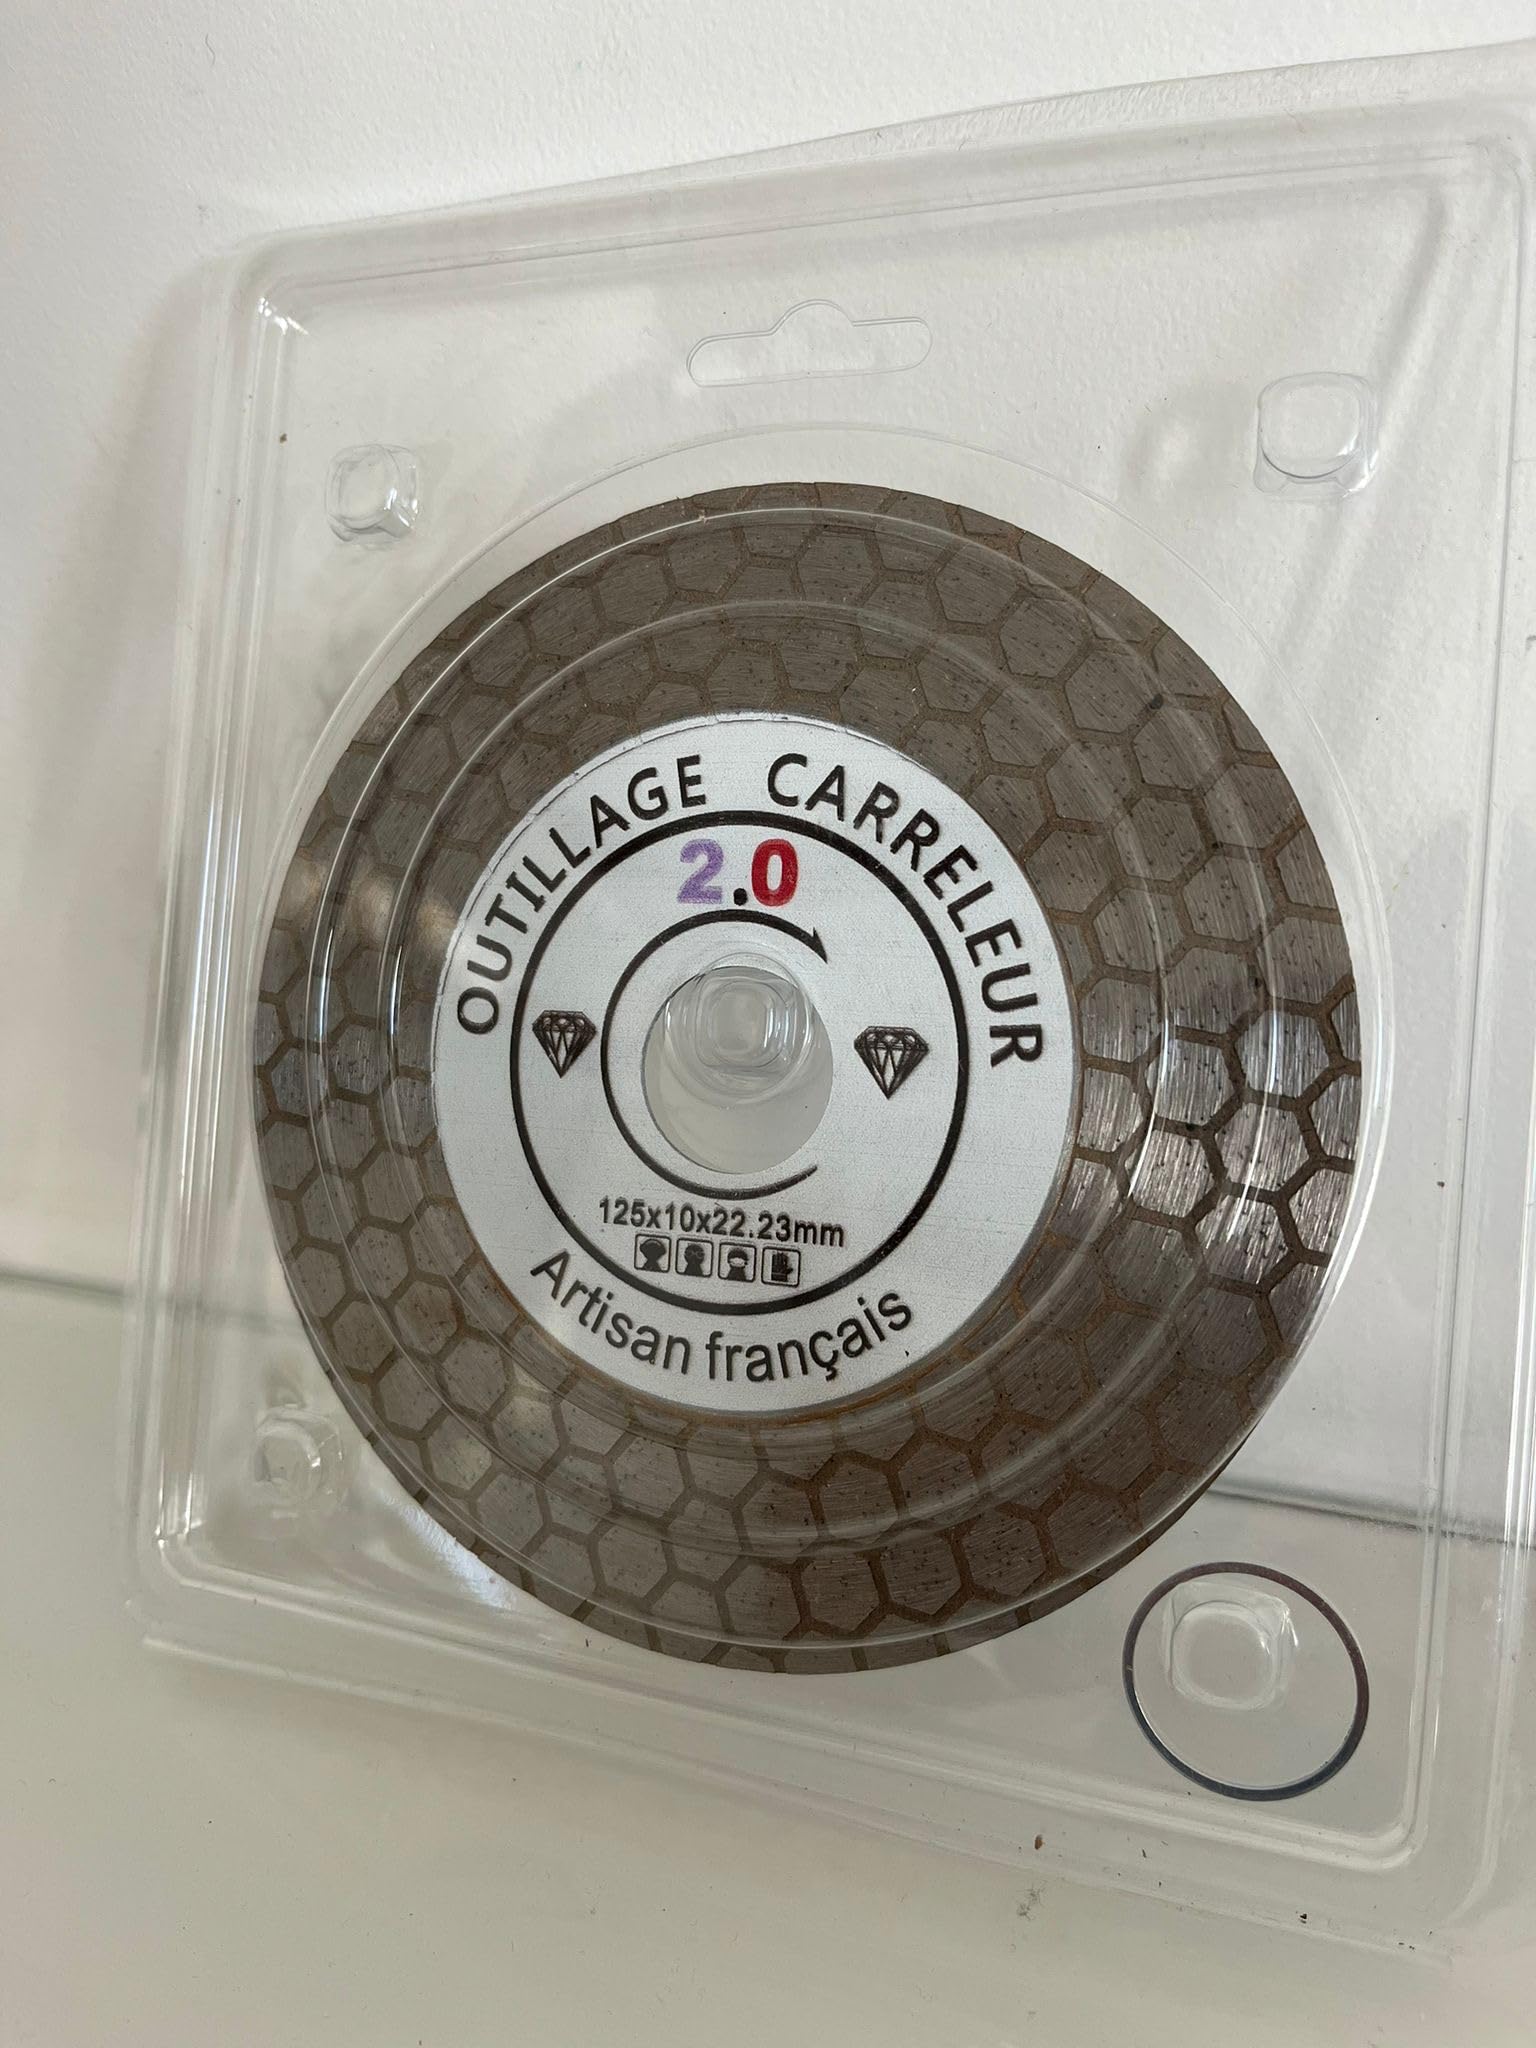 OUTILLAGE CARRELEUR
2.0
125x10x22.23mm
Artisan français